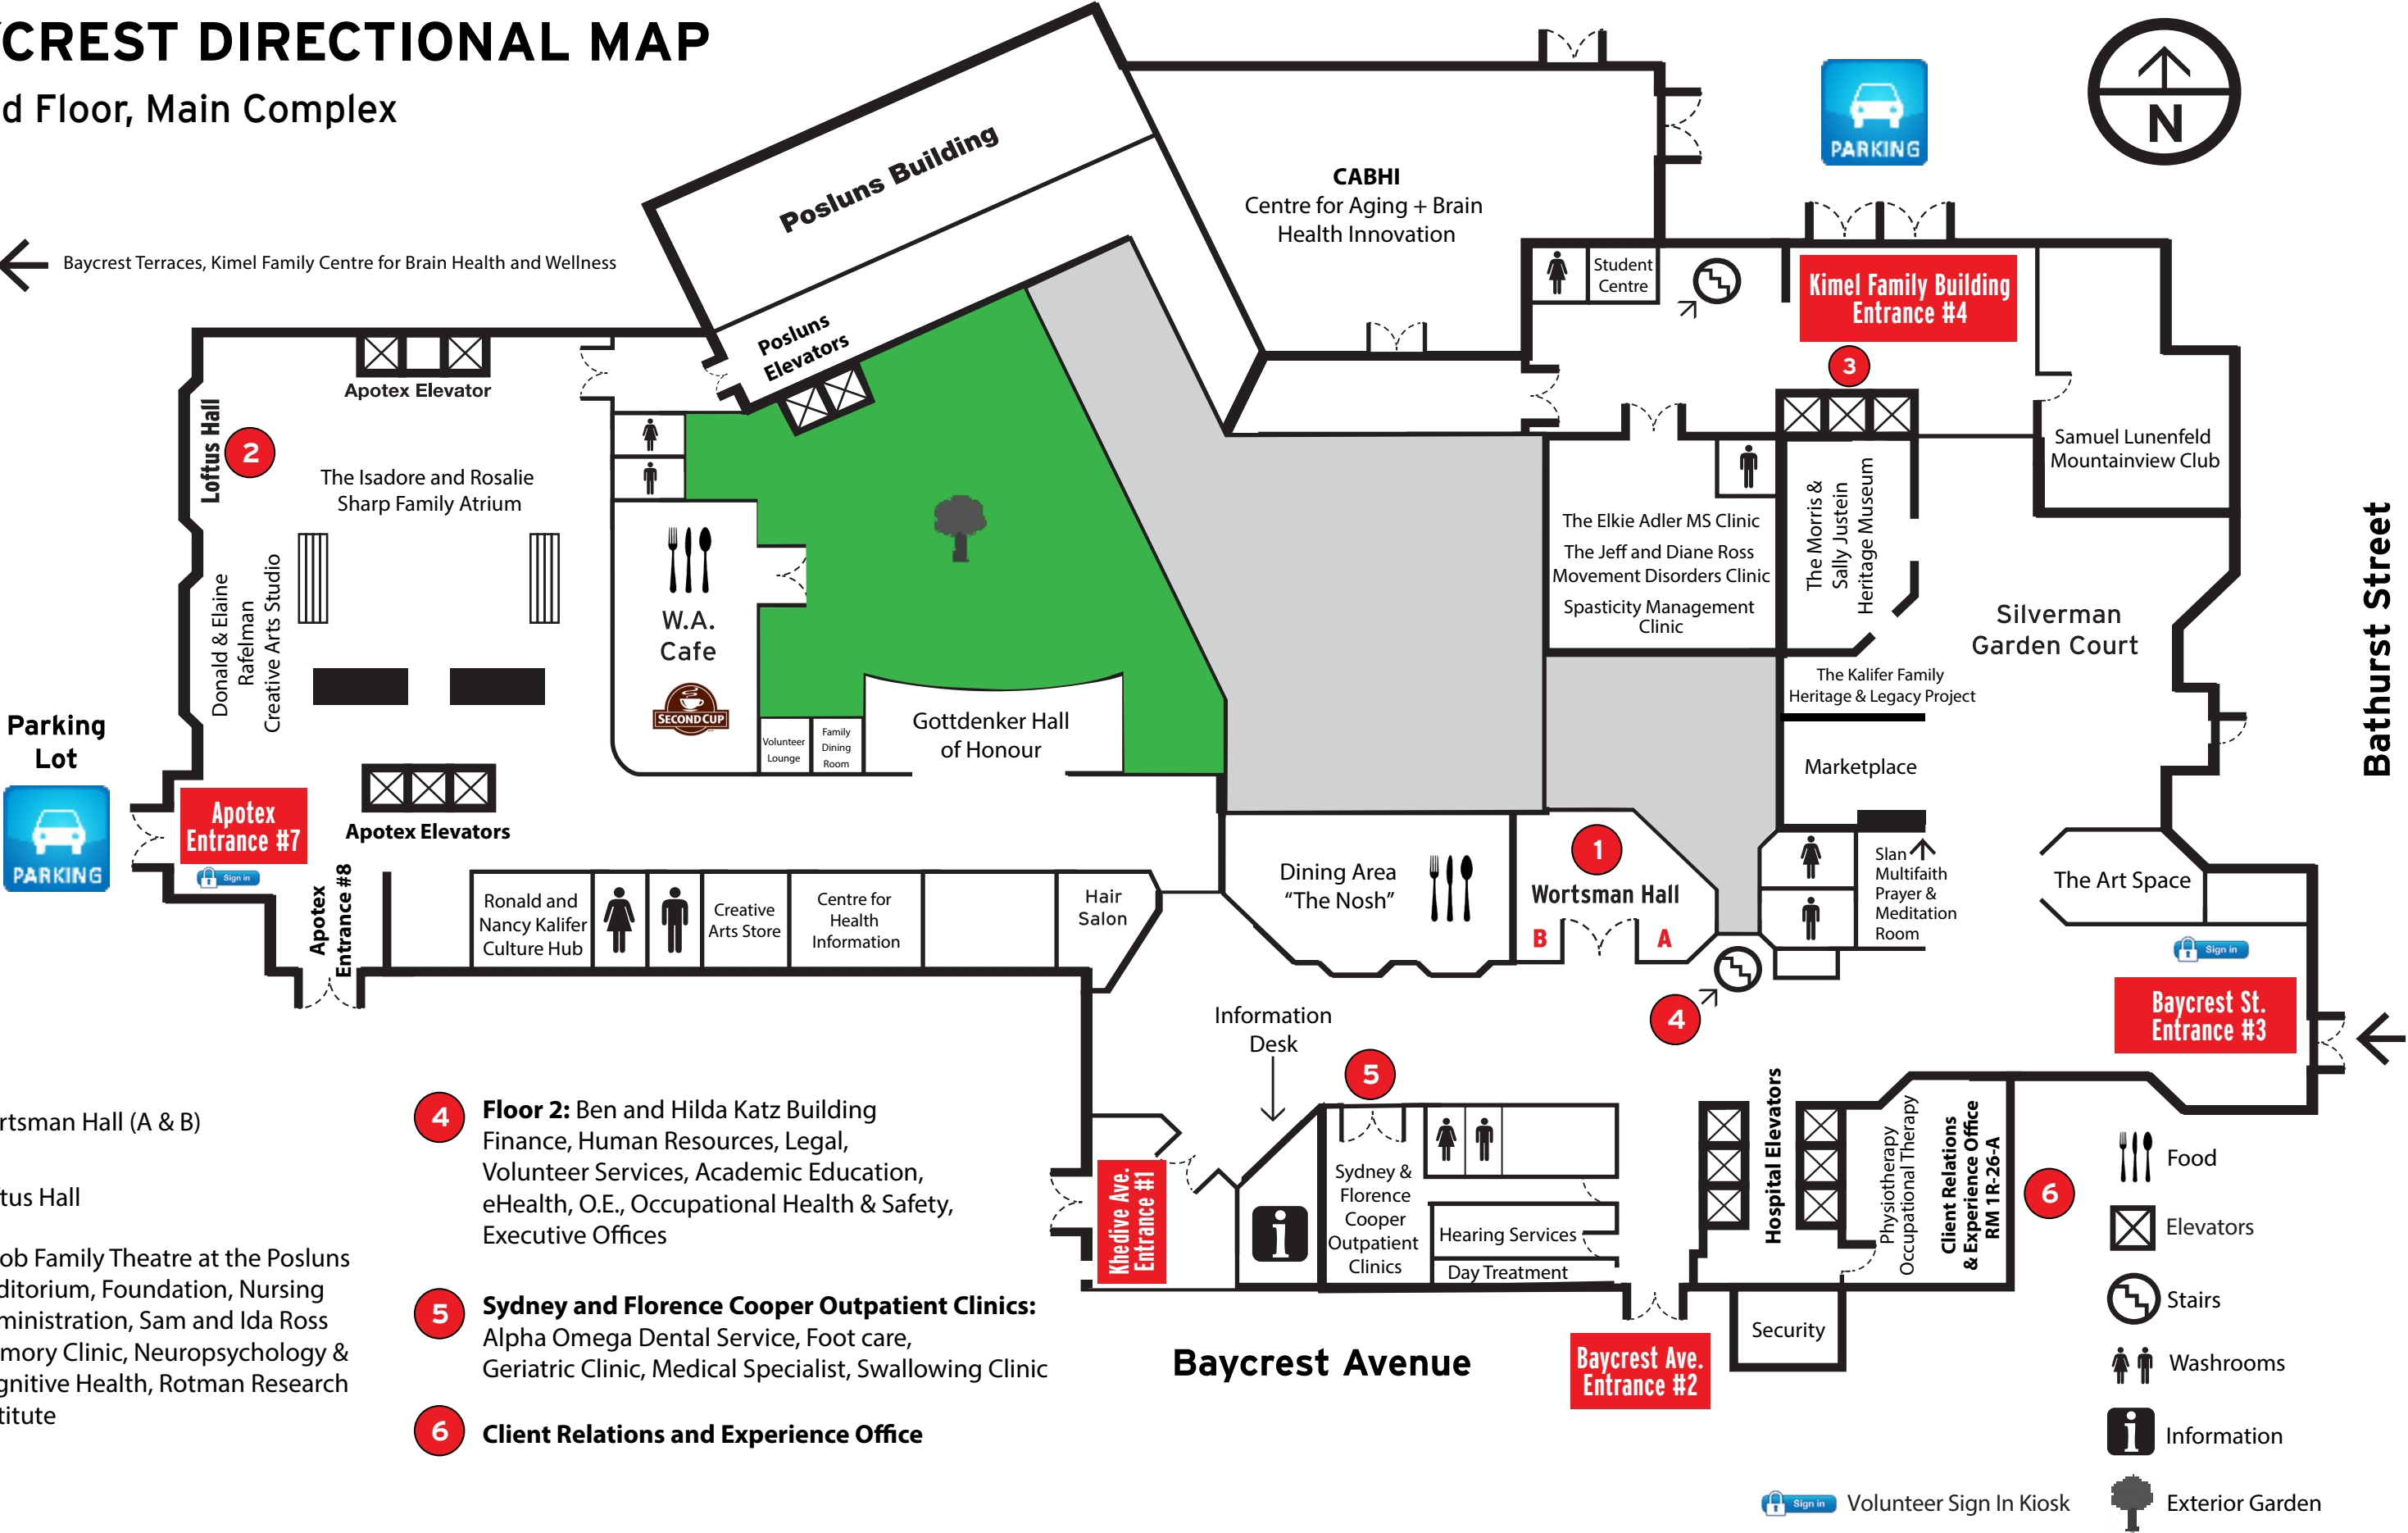 YCREST DIRECTIONAL MAP
d Floor, Main Complex
Baycrest Terraces, Kimel Family Centre for Brain Health and Wellness
Posluns Building
Posluns
Elevators
CABHI
Centre for Aging + Brain
Health Innovation
PARKING
N
Student
Centre
Kimel Family Building
Entrance #4
3
Apotex Elevator
Loftus Hall
2
The Isadore and Rosalie
Sharp Family Atrium
Donald & Elaine
Rafelman
Creative Arts Studio
W.A.
Cafe
SECOND CUP
Volunteer
Lounge
Family
Dining
Room
Gottdenker Hall
of Honour
The Elkie Adler MS Clinic
The Jeff and Diane Ross
Movement Disorders Clinic
Spasticity Management
Clinic
The Morris &
Sally Justein
Heritage Museum
Samuel Lunenfeld
Mountainview Club
Silverman
Garden Court
Bathurst Street
The Kalifer Family
Heritage & Legacy Project
Marketplace
Parking
Lot
PARKING
Apotex
Entrance #7
Sign in
Apotex Elevators
Apotex
Entrance #8
Ronald and
Nancy Kalifer
Culture Hub
Creative
Arts Store
Centre for
Health
Information
Hair
Salon
Dining Area
“The Nosh”
1
Wortsman Hall
B
A
Slan
Multifaith
Prayer &
Meditation
Room
The Art Space
Sign in
Baycrest St.
Entrance #3
4
Information
Desk
5
Khedive Ave.
Entrance #1
i
Sydney &
Florence
Cooper
Outpatient
Clinics
Hearing Services
Day Treatment
Hospital Elevators
Physiotherapy
Occupational Therapy
Client Relations
& Experience Office
RM 1R-26-A
6
Security
Baycrest Avenue
Baycrest Ave.
Entrance #2
rtsman Hall (A & B)
tus Hall
ob Family Theatre at the Posluns
ditorium, Foundation, Nursing
ministration, Sam and Ida Ross
mory Clinic, Neuropsychology &
gnitive Health, Rotman Research
titute
4
Floor 2: Ben and Hilda Katz Building
Finance, Human Resources, Legal,
Volunteer Services, Academic Education,
eHealth, O.E., Occupational Health & Safety,
Executive Offices
5
Sydney and Florence Cooper Outpatient Clinics:
Alpha Omega Dental Service, Foot care,
Geriatric Clinic, Medical Specialist, Swallowing Clinic
6
Client Relations and Experience Office
Food
Elevators
Stairs
Washrooms
i
Information
Sign in
Volunteer Sign In Kiosk
Exterior Garden